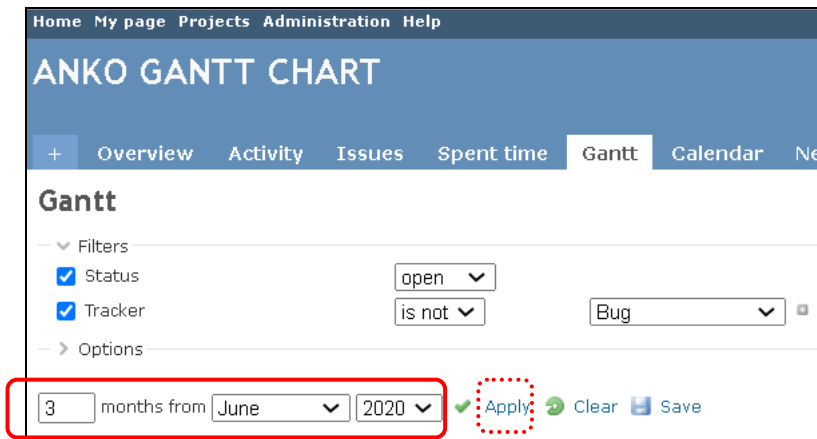 Home My page Projects Administration Help
ANKO GANTT CHART
+ Overview Activity Issues Spent time Gantt Calendar Ne
Gantt
Filters
Status open
Tracker is not Bug
Options
3 months from June 2020 Apply Clear Save